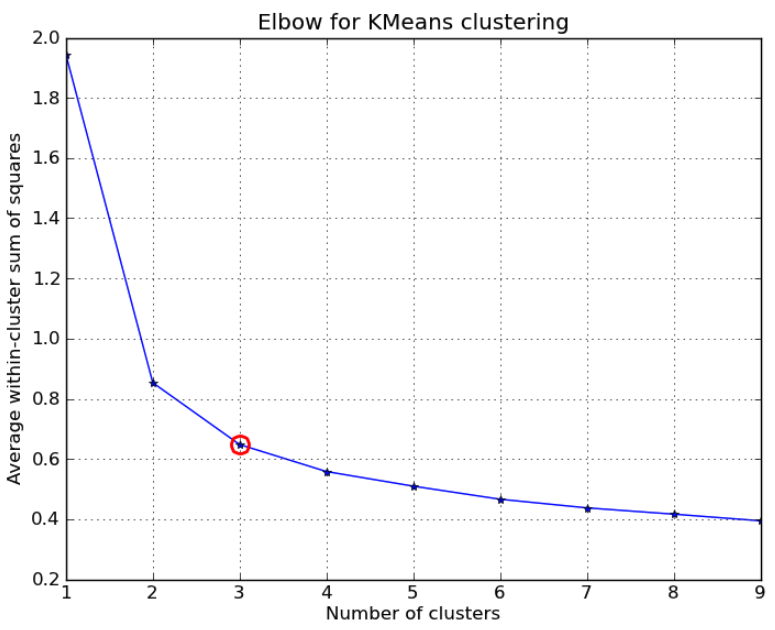 Elbow for KMeans clustering
Average within-cluster sum of squares
2.0
1.8
1.6
1.4
1.2
1.0
0.8
0.6
0.4
0.2
1 2 3 4 5 6 7 8 9
Number of clusters